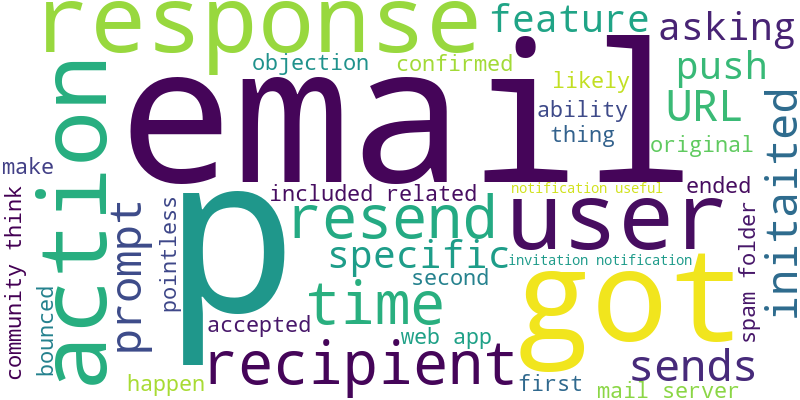 response
feature
asking
email
objection
confirmed
push
likely
action
ability
URL
thing
original
initaited
make
p
included related
notification useful
ended
community think
prompt
pointless
resend
user
specific
invitation notification
spam folder
second
got
time
bounced
accepted
web app
recipient
sends
happen
first
mail server